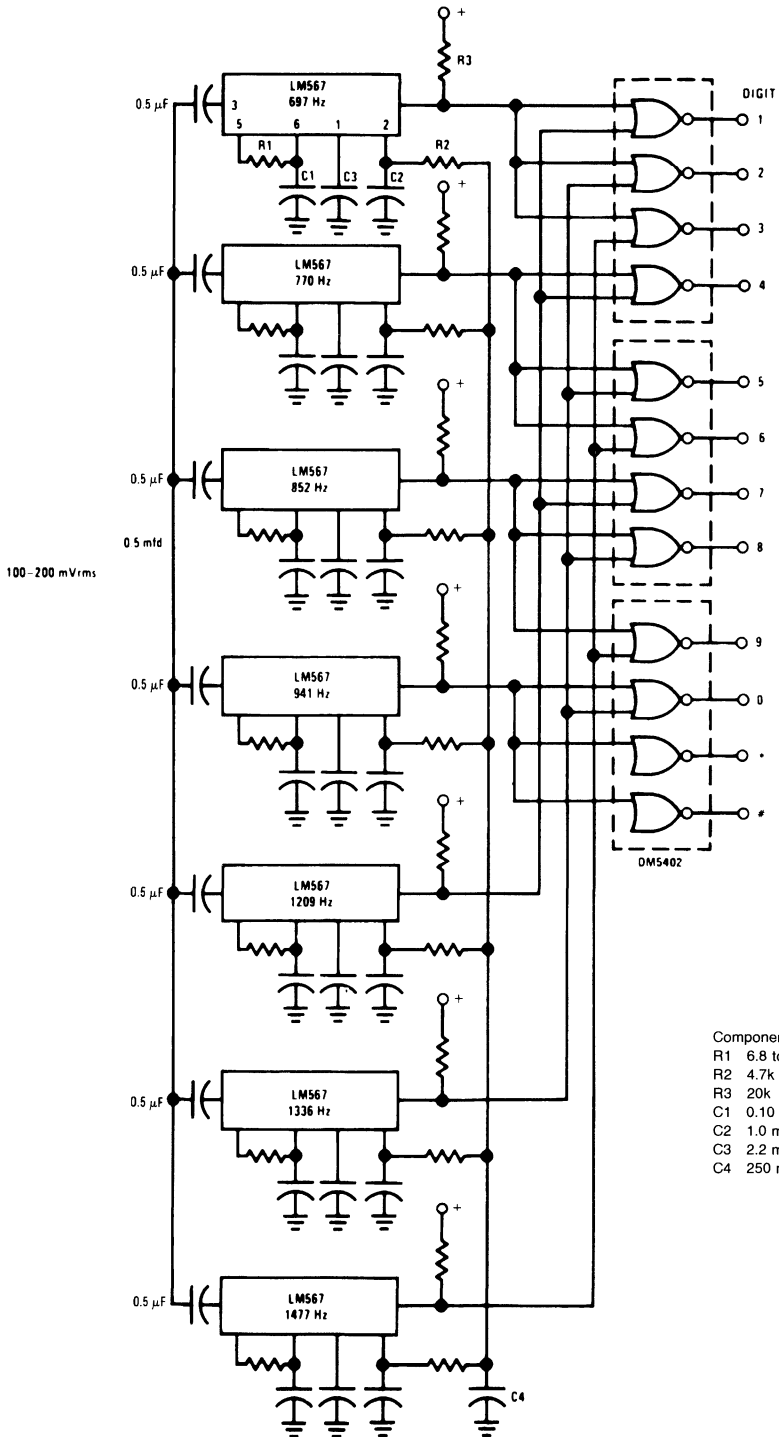 +
R3
0.5 μF
LM567
697 Hz
3
5
6
1
2
R1
R2
C1
C3
C2
DIGIT
1
2
3
4
+
0.5 μF
LM567
770 Hz
+
5
6
7
8
0.5 μF
LM567
852 Hz
0 5 mfd
100–200 mVrms
+
9
0
•
#
DM5402
0.5 μF
LM567
941 Hz
+
0.5 μF
LM567
1209 Hz
+
0.5 μF
LM567
1336 Hz
+
0.5 μF
LM567
1477 Hz
C4
R1 6.8
R2 4.7k
R3 20k
C1 0.10
C2 1.0
C3 2.2
C4 250